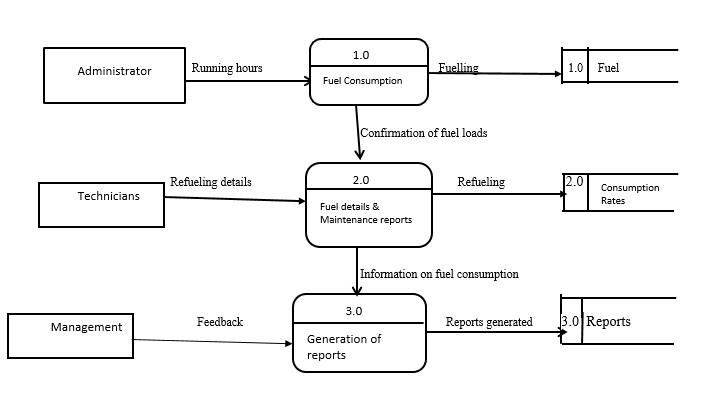 1.0
Administrator
Running hours
Fuel Consumption
Fuelling
1.0 Fuel
Confirmation of fuel loads
2.0
Technicians
Refueling details
Fuel details &
Maintenance reports
Refueling
2.0
Consumption
Rates
Information on fuel consumption
3.0
Management
Feedback
Generation of
reports
Reports generated
3.0 Reports